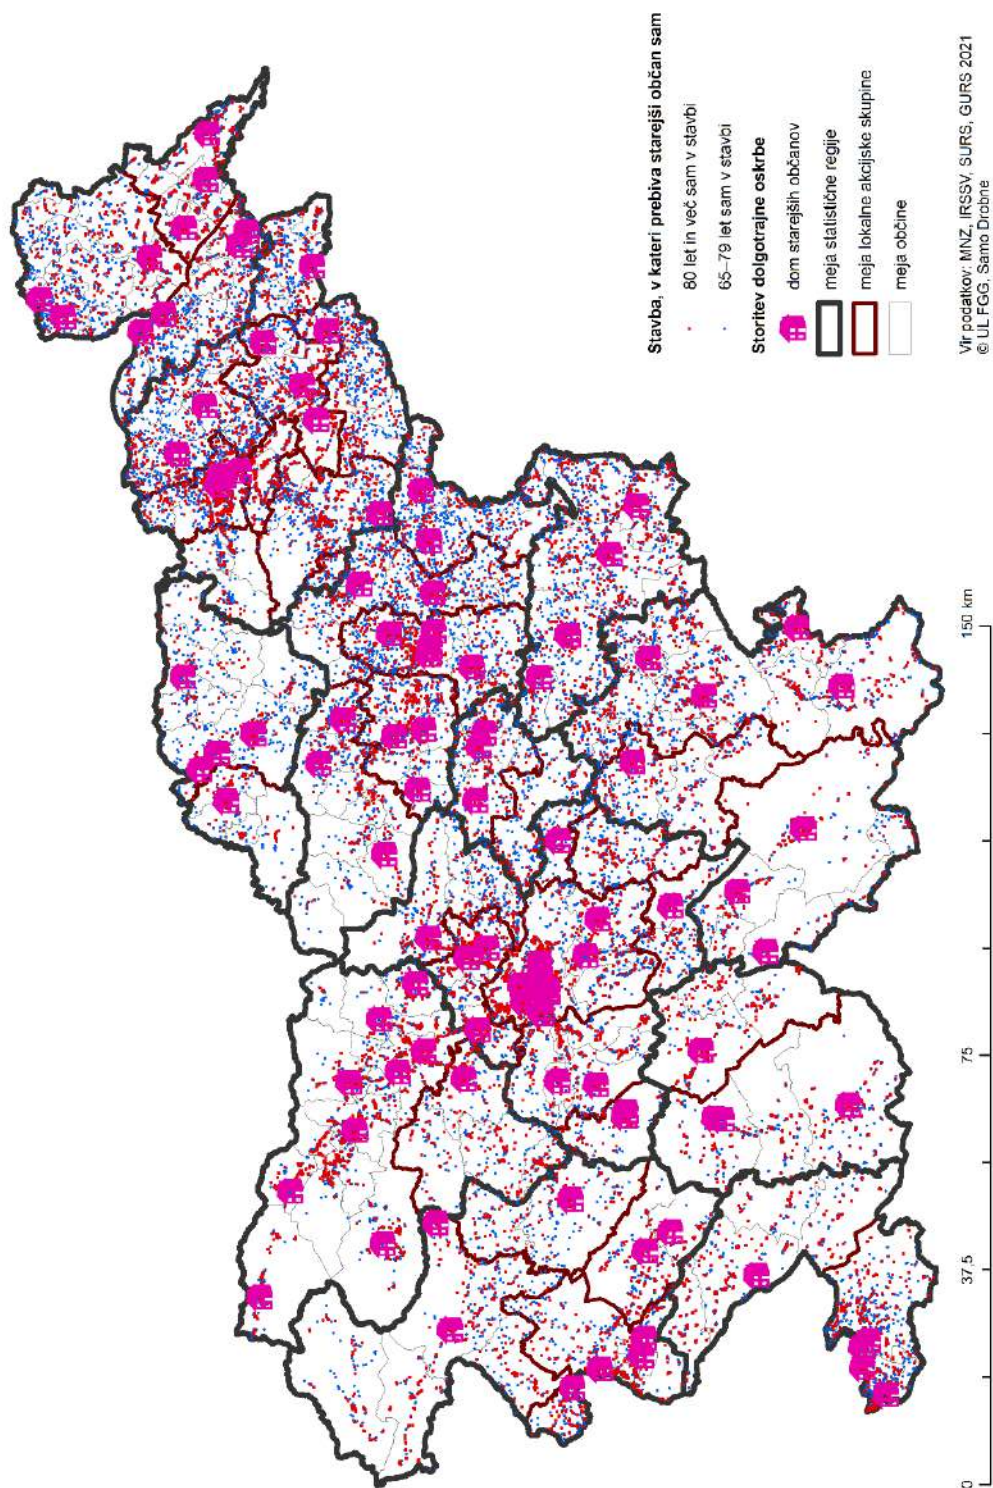 Stavba, v kateri prebiva starejši občan sam
80 let in več sam v stavbi
65–79 let sam v stavbi
Storitev dolgotrajne oskrbe
dom starejših občanov
meja statistične regije
meja lokalne akcijske skupine
meja občine
Vir podatkov: MNZ, IRSSV, SURS, GURS 2021
© UL FGG, Samo Drobne
0 37,5 75 150 km